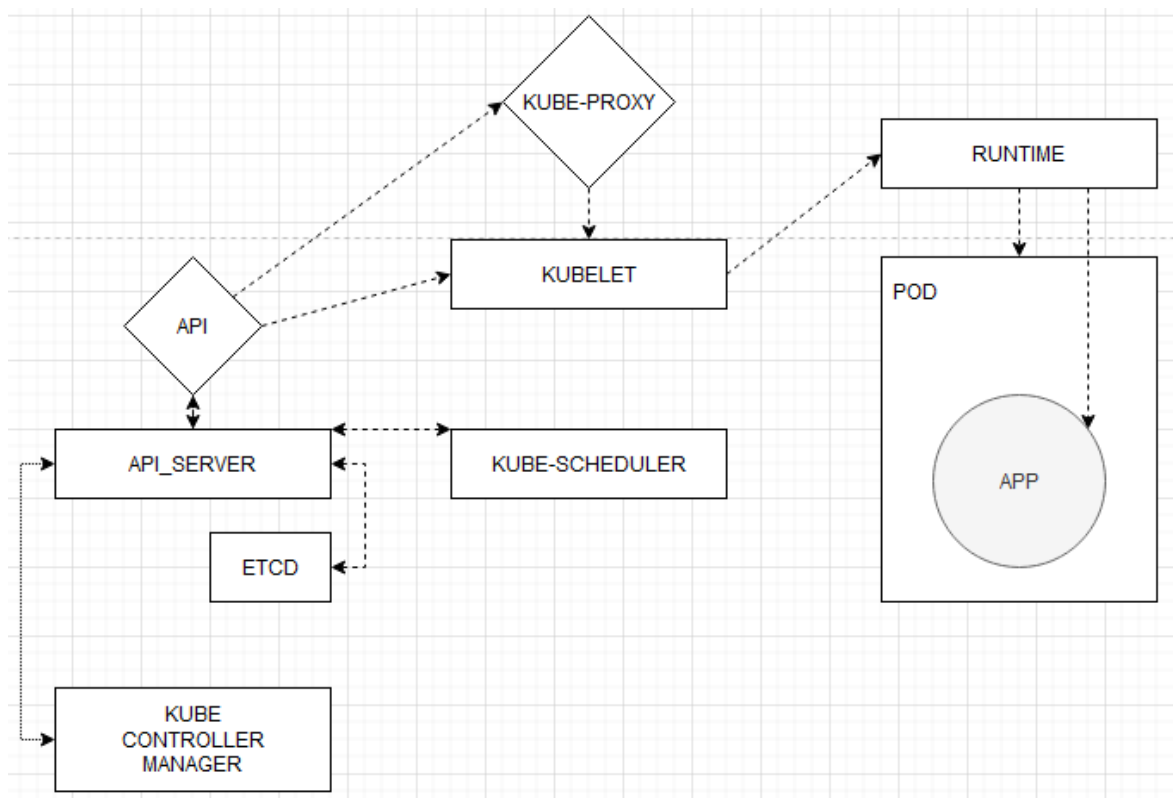 KUBE-PROXY
RUNTIME
KUBELET
POD
API
API_SERVER
KUBE-SCHEDULER
APP
ETCD
KUBE
CONTROLLER
MANAGER